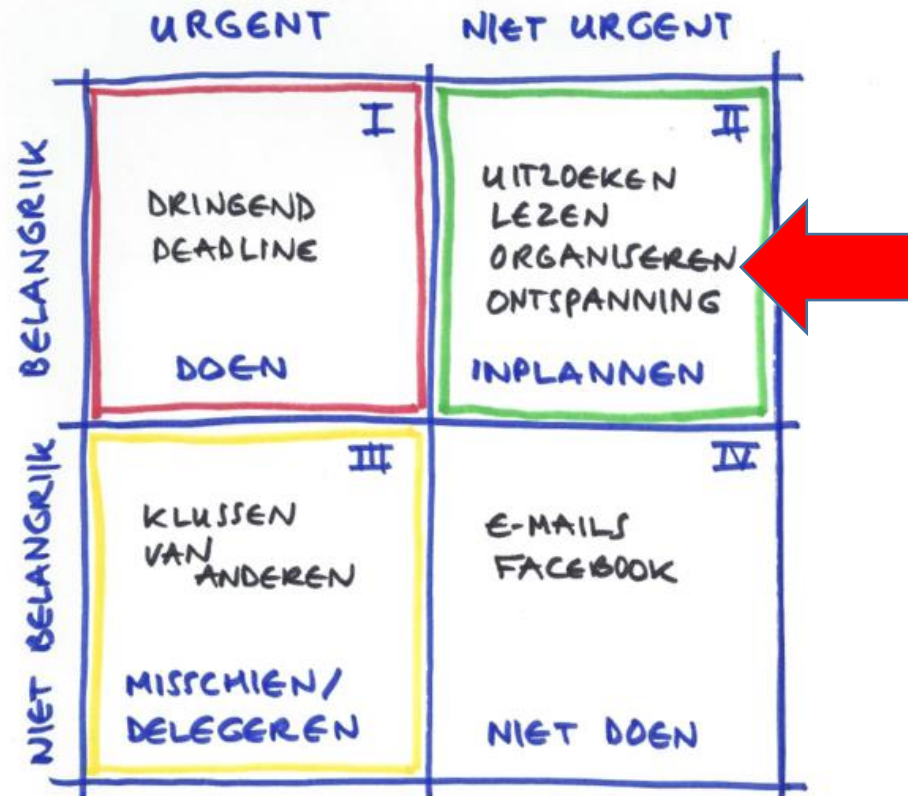 URGENT
NIET URGENT
BELANGRIJK
I
DRINGEND
DEADLINE
DOEN
II
UITZOEKEN
LEZEN
ORGANISEREN
ONTSPANNING
INPLANNEN
NIET BELANGRIJK
III
KLUSSEN
VAN
ANDEREN
MISSCHIEN/
DELEGEREN
IV
E-MAILS
FACEBOOK
NIET DOEN